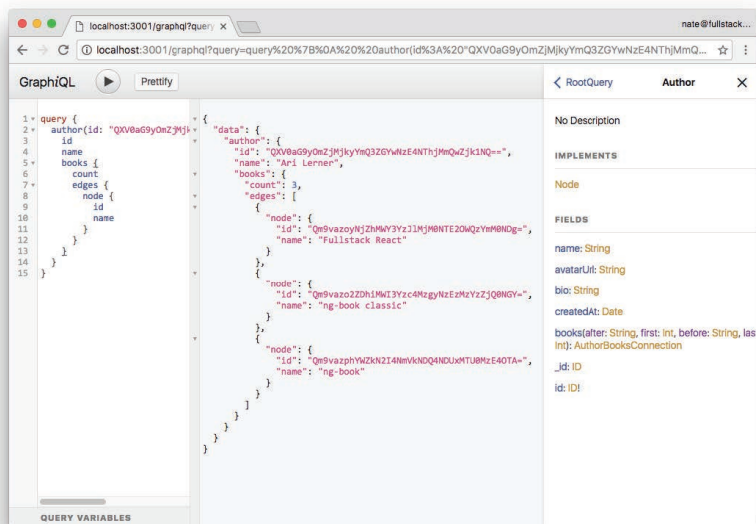 localhost:3001/graphql?query
nate@fullstack...
localhost:3001/graphql?query=query%20%7B%0A%20%20author(id%3A%20"QXV0aG9yOmZjMjkyYmQ3ZGYwNzE4NThjMmQ...
GraphiQL
Prettify
RootQuery
Author
1 query {
2 author(id: "QXV0aG9yOmZjMjk
3 id
4 name
5 books {
6 count
7 edges {
8 node {
9 id
10 name
11 }
12 }
13 }
14 }
15 }
{
"data": {
"author": {
"id": "QXV0aG9yOmZjMjkyYmQ3ZGYwNzE4NThjMmQwZjk1NQ==",
"name": "Ari Lerner",
"books": {
"count": 3,
"edges": [
{
"node": {
"id": "Qm9vazoyNjZhMWY3YzJlMjM0NTE2OWQzYmM0NDg=",
"name": "Fullstack React"
}
},
{
"node": {
"id": "Qm9vazo2ZDhiMWI3Yzc4MzgyNzEzMzYzZjQ0NGY=",
"name": "ng-book classic"
}
},
{
"node": {
"id": "Qm9vazphYWZkN2I4NmVkNDQ4NDUxMTU0MzE4OTA=",
"name": "ng-book"
}
}
]
}
}
}
}
No Description
IMPLEMENTS
Node
FIELDS
name: String
avatarUrl: String
bio: String
createdAt: Date
books(after: String, first: Int, before: String, las
Int): AuthorBooksConnection
_id: ID
id: ID!
QUERY VARIABLES